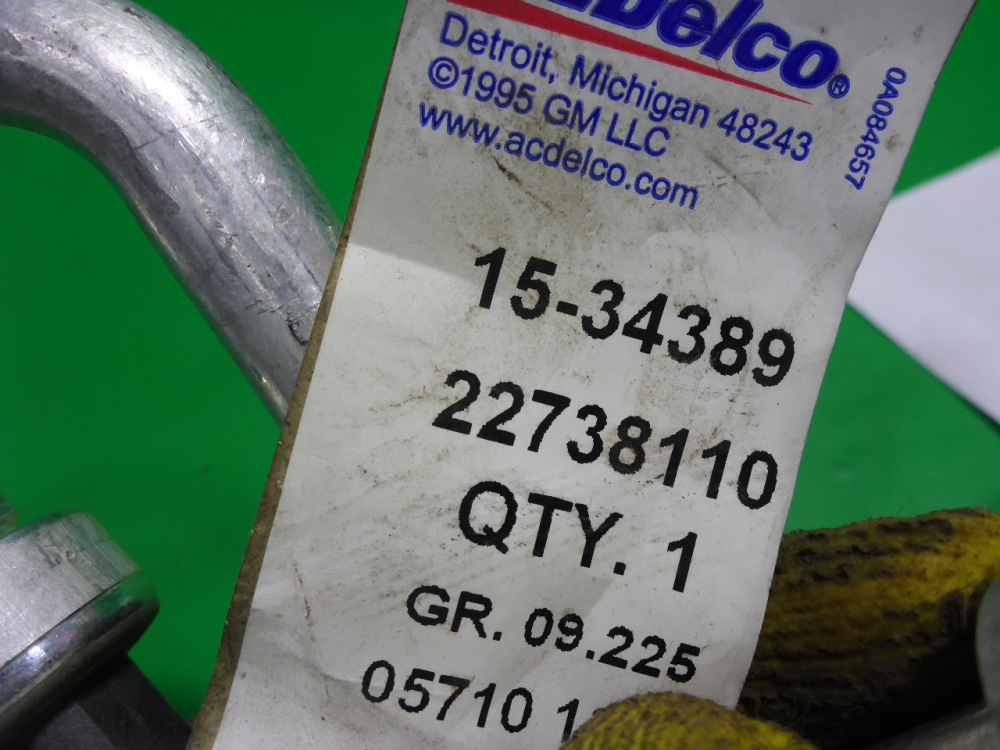 ACDelco®
Detroit, Michigan 48243
©1995 GM LLC
www.acdelco.com
0A084657
15-34389
22738110
QTY. 1
GR. 09.225
05710